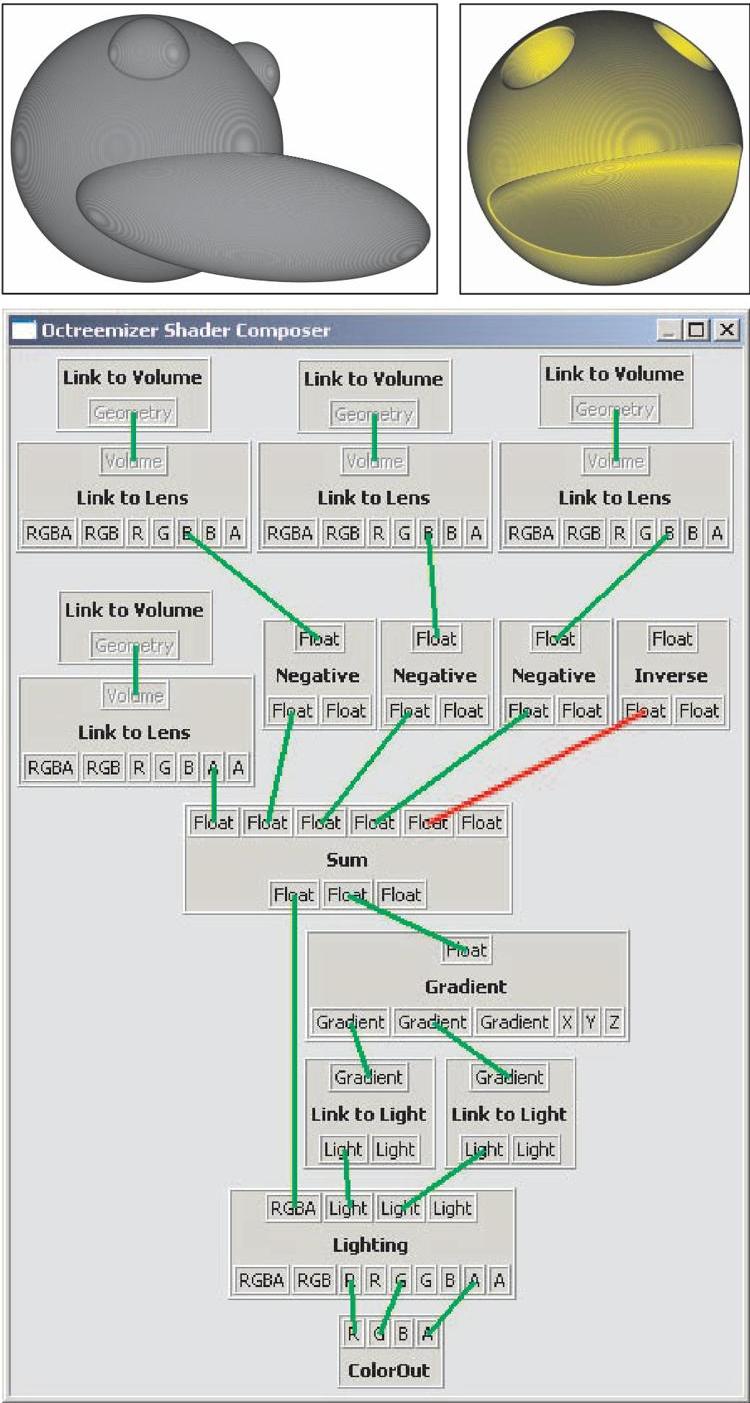 Octreemizer Shader Composer
Link to Volume Link to Volume Link to Volume
Geometry Geometry Geometry
Volume Volume Volume
Link to Lens Link to Lens Link to Lens
RGBA RGB R G B B A RGBA RGB R G B B A RGBA RGB R G B B A
Link to Volume
Geometry
Volume
Link to Lens
RGBA RGB R G B A A
Float Float Float Float
Negative Negative Negative Inverse
Float Float Float Float Float Float Float Float
Float Float Float Float Float Float
Sum
Float Float Float
Float
Gradient
Gradient Gradient Gradient X Y Z
Gradient Gradient
Link to Light Link to Light
Light Light Light Light
RGBA Light Light Light
Lighting
RGBA RGB R R G G B A A
R G B A
ColorOut